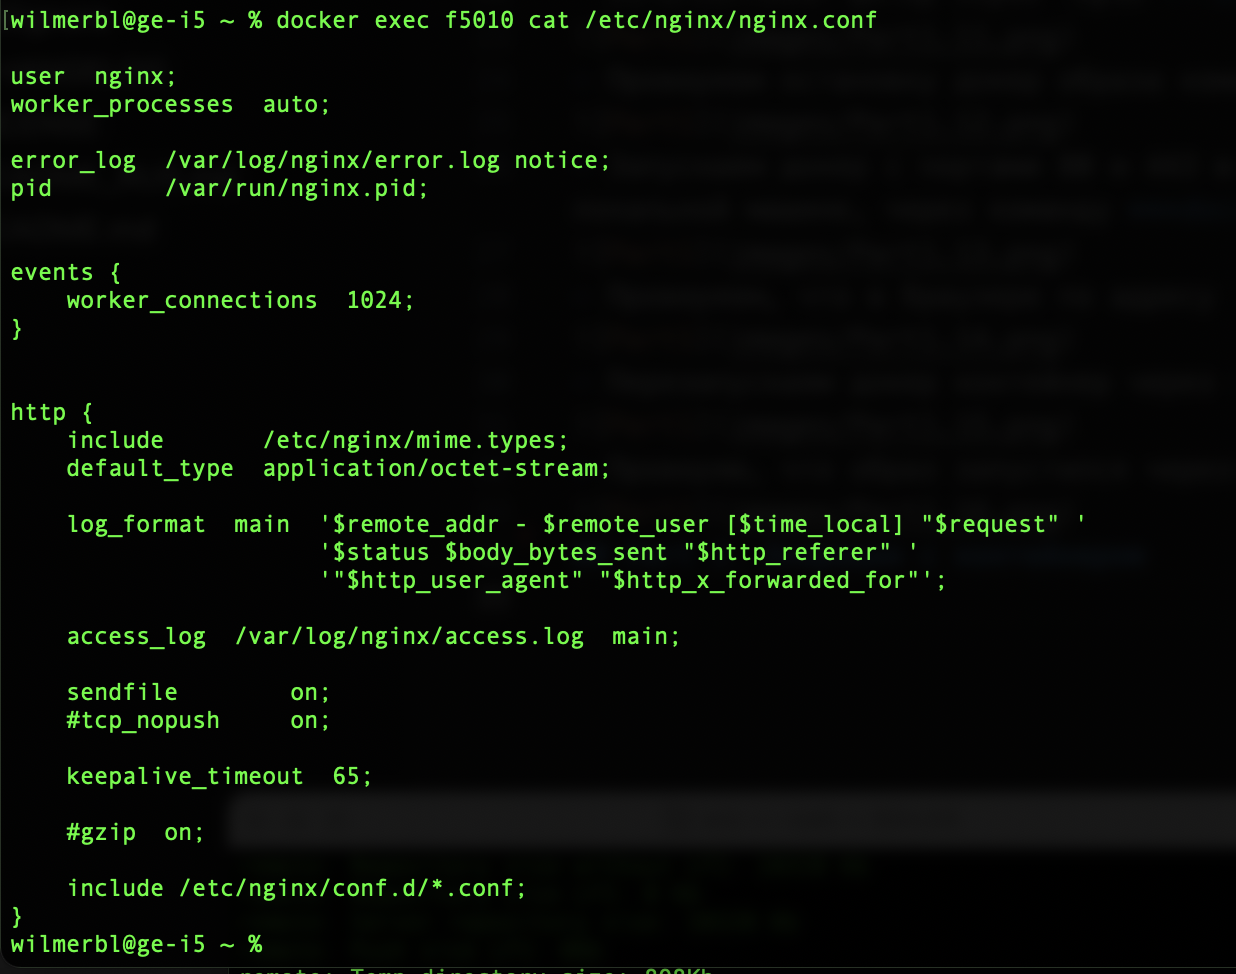 [wilmerbl@ge-i5 ~ % docker exec f5010 cat /etc/nginx/nginx.conf
user  nginx;
worker_processes  auto;
error_log  /var/log/nginx/error.log notice;
pid        /var/run/nginx.pid;
events {
    worker_connections  1024;
}
http {
    include       /etc/nginx/mime.types;
    default_type  application/octet-stream;
    log_format  main  '$remote_addr - $remote_user [$time_local] "$request" '
                      '$status $body_bytes_sent "$http_referer" '
                      '"$http_user_agent" "$http_x_forwarded_for"';
    access_log  /var/log/nginx/access.log  main;
    sendfile        on;
    #tcp_nopush     on;
    keepalive_timeout  65;
    #gzip  on;
    include /etc/nginx/conf.d/*.conf;
}
wilmerbl@ge-i5 ~ %